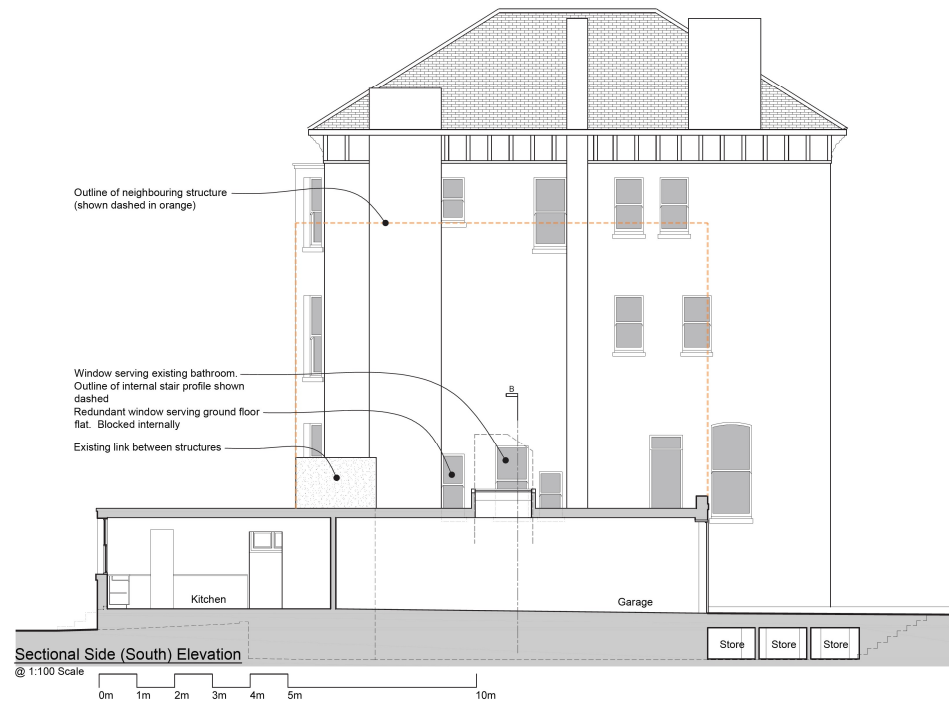 Outline of neighbouring structure
(shown dashed in orange)
Window serving existing bathroom.
Outline of internal stair profile shown
dashed
Redundant window serving ground floor
flat. Blocked internally
Existing link between structures
B
Kitchen
Garage
Store
Store
Store
Sectional Side (South) Elevation
@ 1:100 Scale
0m 1m 2m 3m 4m 5m 10m